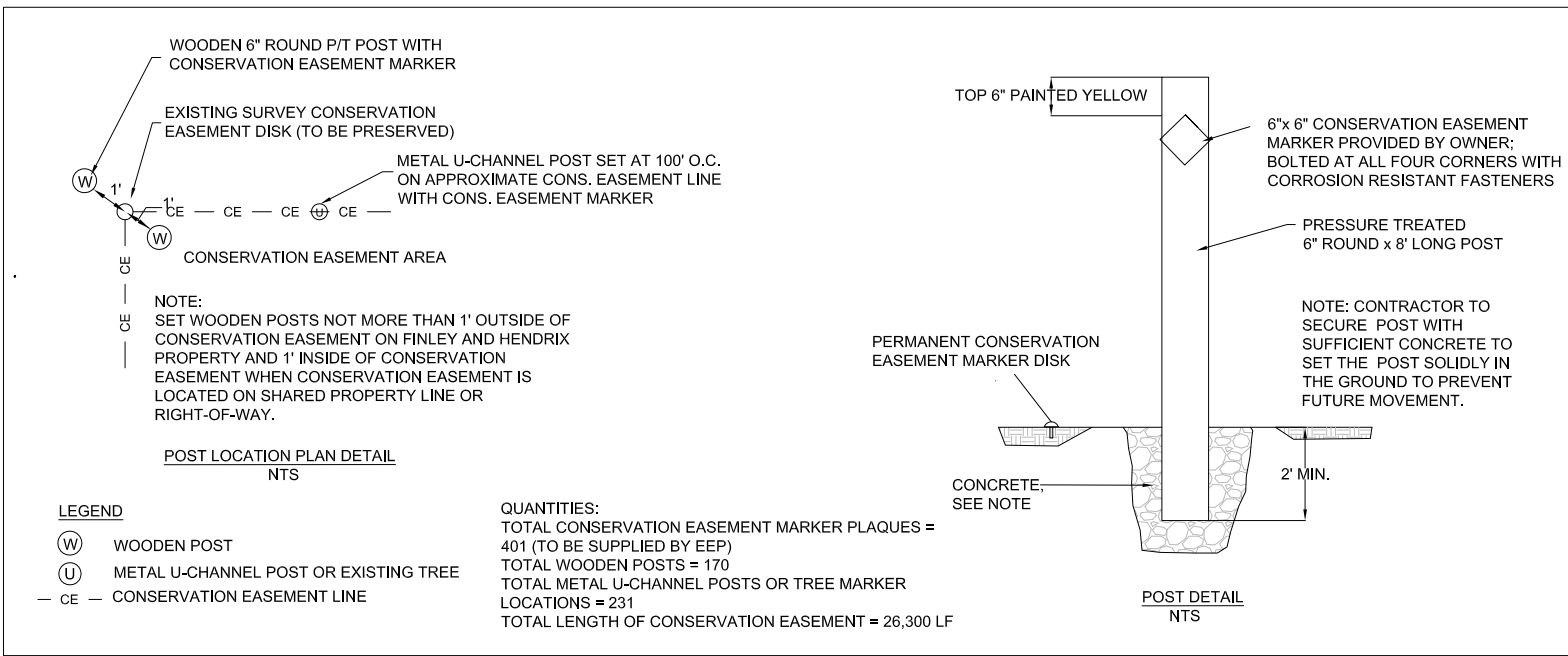 WOODEN 6" ROUND P/T POST WITH
CONSERVATION EASEMENT MARKER
EXISTING SURVEY CONSERVATION
EASEMENT DISK (TO BE PRESERVED)
METAL U-CHANNEL POST SET AT 100' O.C.
ON APPROXIMATE CONS. EASEMENT LINE
WITH CONS. EASEMENT MARKER
W
1'
1'
CE CE CE U CE
W
CONSERVATION EASEMENT AREA
CE
CE
NOTE:
SET WOODEN POSTS NOT MORE THAN 1' OUTSIDE OF
CONSERVATION EASEMENT ON FINLEY AND HENDRIX
PROPERTY AND 1' INSIDE OF CONSERVATION
EASEMENT WHEN CONSERVATION EASEMENT IS
LOCATED ON SHARED PROPERTY LINE OR
RIGHT-OF-WAY.
POST LOCATION PLAN DETAIL
NTS
LEGEND
W WOODEN POST
U METAL U-CHANNEL POST OR EXISTING TREE
CE CONSERVATION EASEMENT LINE
QUANTITIES:
TOTAL CONSERVATION EASEMENT MARKER PLAQUES =
401 (TO BE SUPPLIED BY EEP)
TOTAL WOODEN POSTS = 170
TOTAL METAL U-CHANNEL POSTS OR TREE MARKER
LOCATIONS = 231
TOTAL LENGTH OF CONSERVATION EASEMENT = 26,300 LF
TOP 6" PAINTED YELLOW
6"x 6" CONSERVATION EASEMENT
MARKER PROVIDED BY OWNER;
BOLTED AT ALL FOUR CORNERS WITH
CORROSION RESISTANT FASTENERS
PRESSURE TREATED
6" ROUND x 8' LONG POST
NOTE: CONTRACTOR TO
SECURE POST WITH
SUFFICIENT CONCRETE TO
SET THE POST SOLIDLY IN
THE GROUND TO PREVENT
FUTURE MOVEMENT.
PERMANENT CONSERVATION
EASEMENT MARKER DISK
2' MIN.
CONCRETE,
SEE NOTE
POST DETAIL
NTS